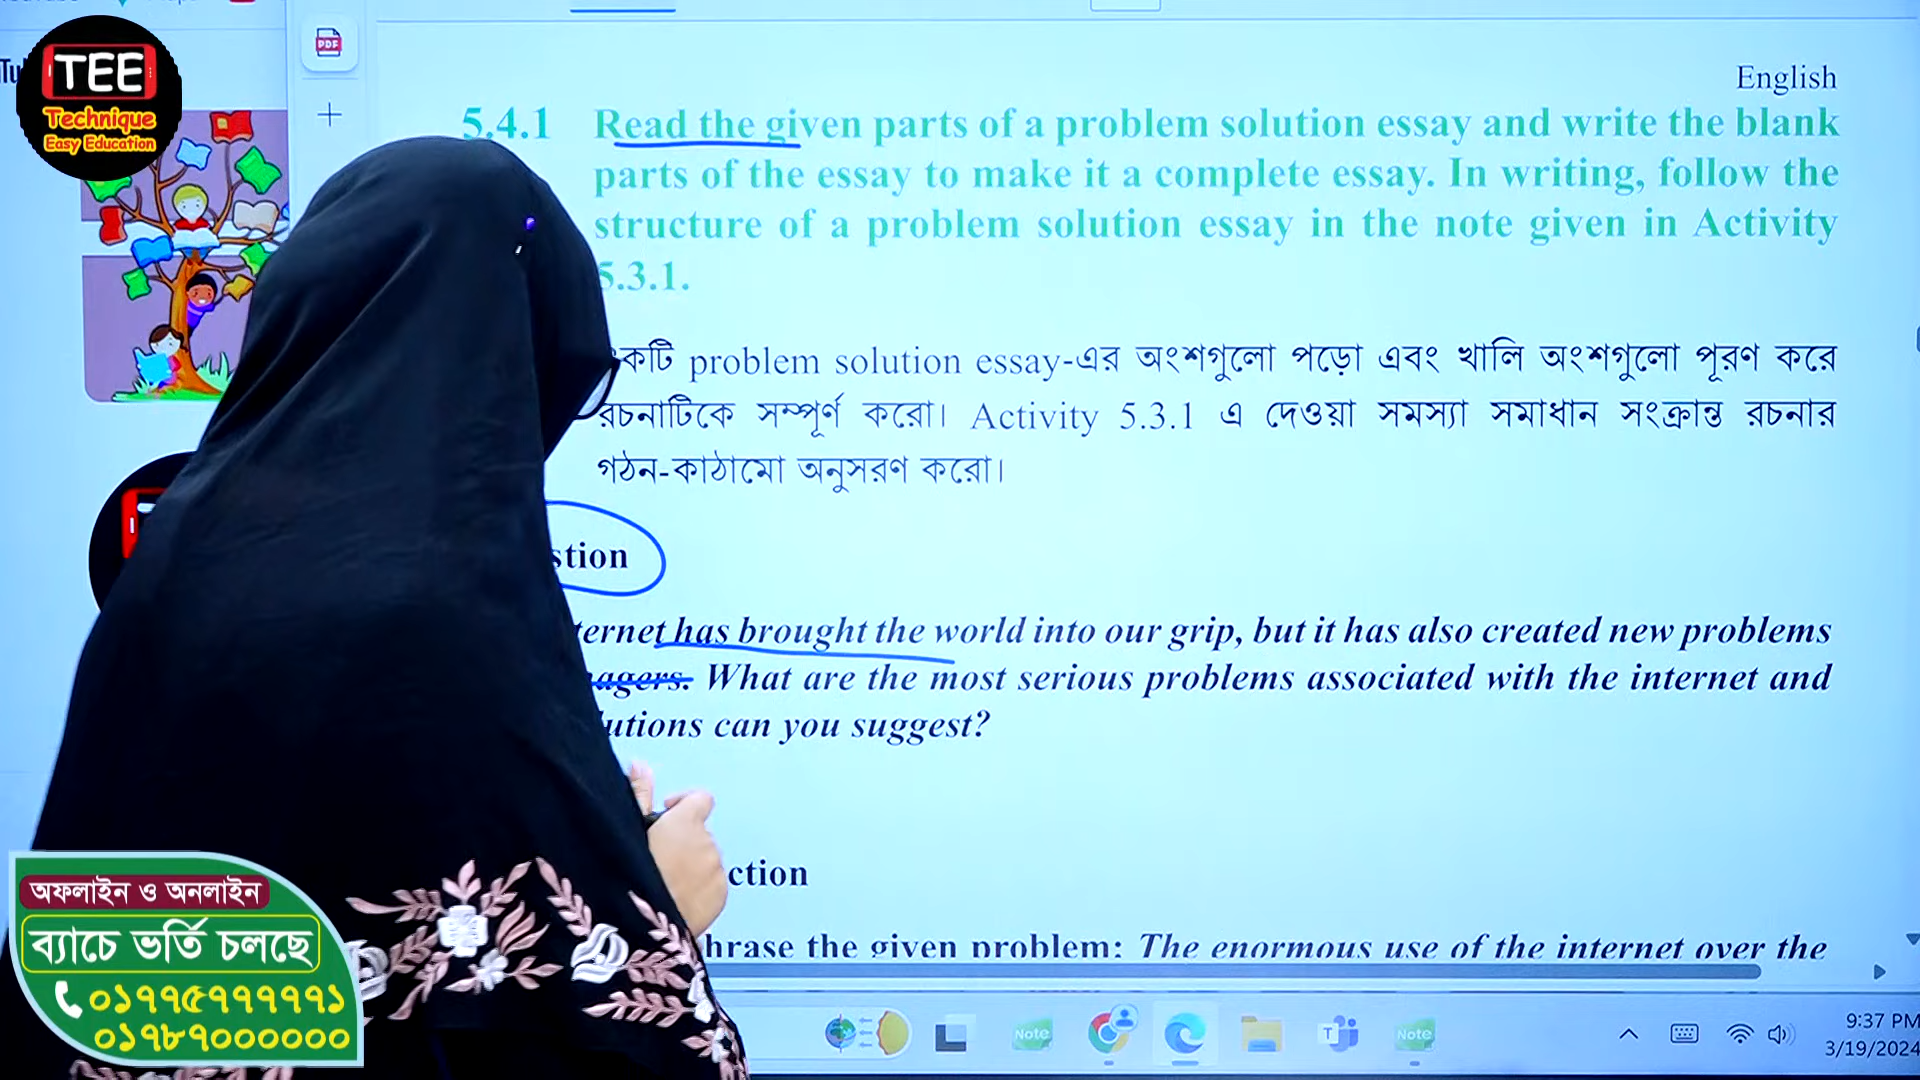 TEE
Technique
Easy Education
PDF
English
5.4.1 Read the given parts of a problem solution essay and write the blank
parts of the essay to make it a complete essay. In writing, follow the
structure of a problem solution essay in the note given in Activity
5.3.1.
কটি problem solution essay-এর অংশগুলো পড়ো এবং খালি অংশগুলো পূরণ করে
রচনাটিকে সম্পূর্ণ করো। Activity 5.3.1 এ দেওয়া সমস্যা সমাধান সংক্রান্ত রচনার
গঠন-কাঠামো অনুসরণ করো।
stion
ternet has brought the world into our grip, but it has also created new problems
agers. What are the most serious problems associated with the internet and
lutions can you suggest?
ction
hrase the given problem: The enormous use of the internet over the
অফলাইন ও অনলাইন
ব্যাচে ভর্তি চলছে
০১৭৭৫৭৭৭৭৭১
০১৭৮৭০০০০০০
Note
Note
9:37 PM
3/19/2024